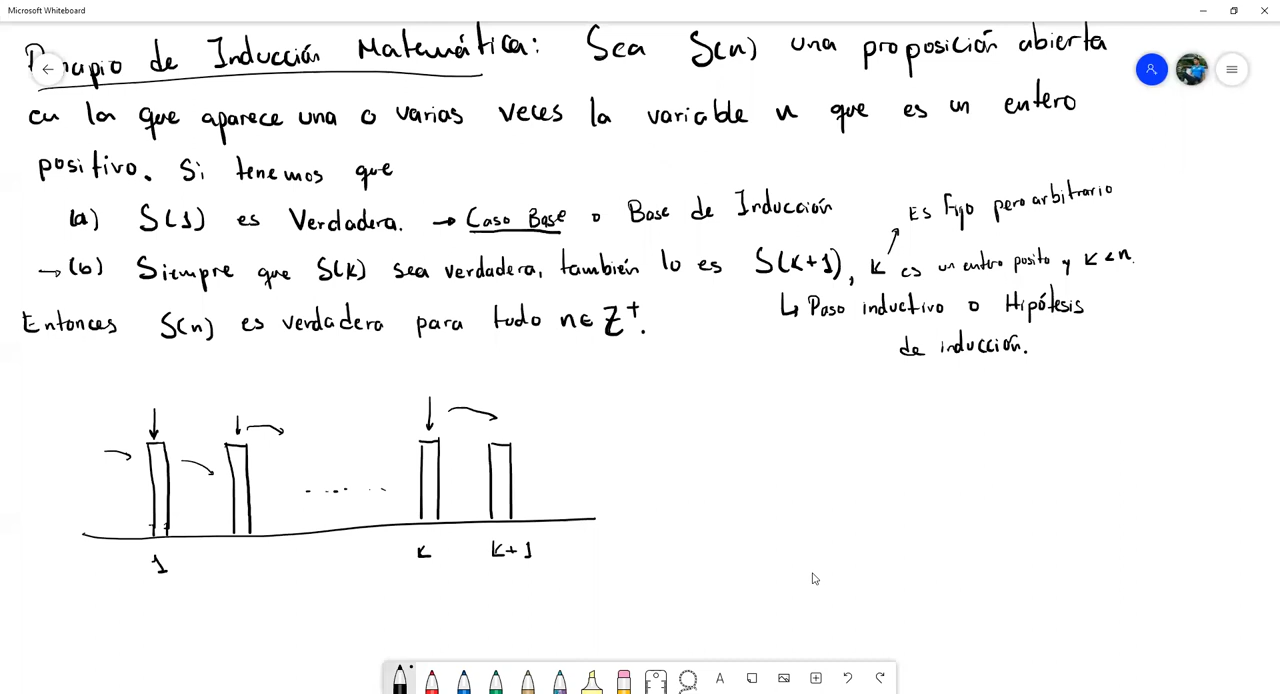 Microsoft Whiteboard
Principio de Inducción Matemática: Sea S(n) una proposición abierta
en la que aparece una o varias veces la variable n que es un entero
positivo. Si tenemos que
(a) S(1) es Verdadera. → Caso Base o Base de Inducción
Es Fijo pero arbitrario
→ (b) Siempre que S(k) sea verdadera, también lo es S(k+1), k es un entero posito y k < n.
↳ Paso inductivo o Hipótesis
de inducción.
Entonces S(n) es verdadera para todo n ∈ Z⁺.
1 k k+1
A